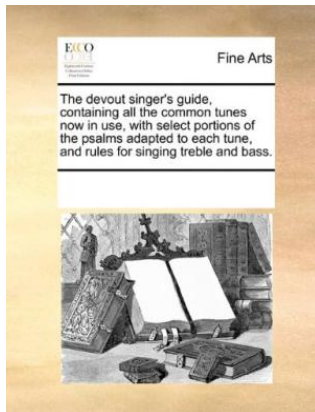 ECCO
Fine Arts
The devout singer's guide,
containing all the common tunes
now in use, with select portions of
the psalms adapted to each tune,
and rules for singing treble and bass.